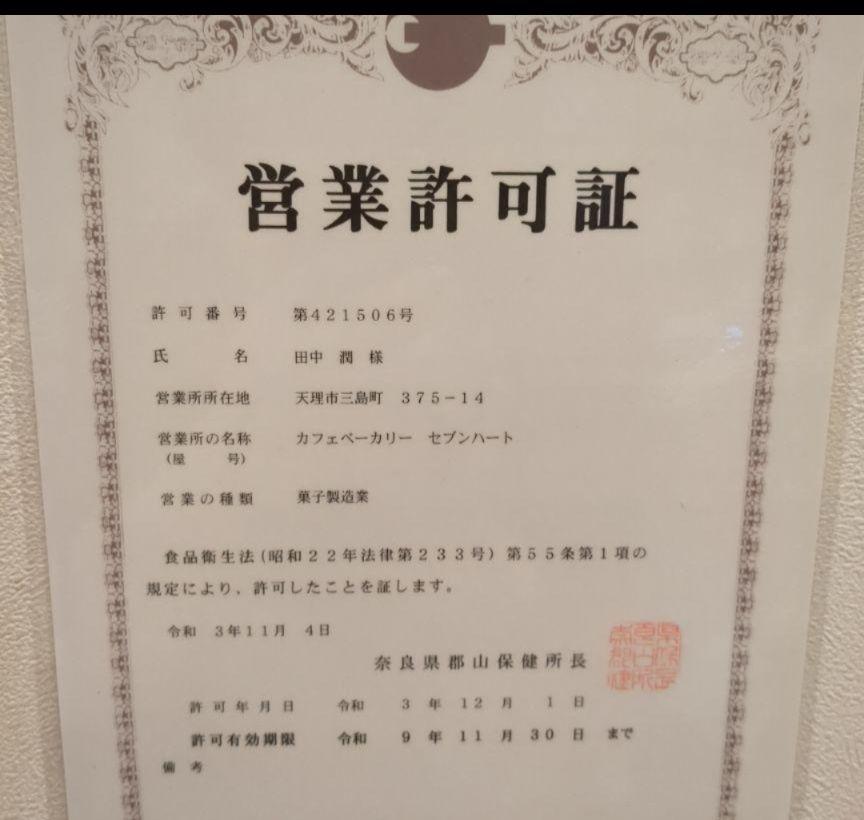 営業許可証
許可番号 第421506号
氏名 田中 潤 様
営業所所在地 天理市三島町 375-14
営業所の名称 カフェベーカリー セブンハート
(屋号)
営業の種類 菓子製造業
食品衛生法(昭和22年法律第233号)第55条第1項の
規定により,許可したことを証します。
令和 3年11月 4日
奈良県郡山保健所長
許可年月日 令和 3年12月 1日
許可有効期限 令和 9年11月30日まで
備考